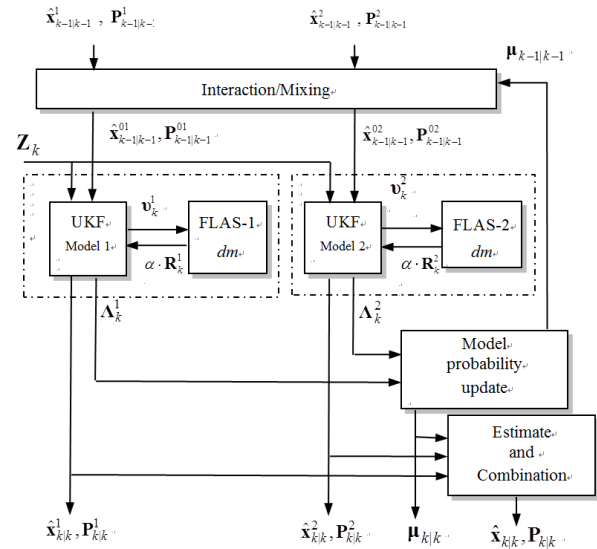 x̂¹ₖ₋₁|ₖ₋₁ , P¹ₖ₋₁|ₖ₋₁
x̂²ₖ₋₁|ₖ₋₁ , P²ₖ₋₁|ₖ₋₁
μₖ₋₁|ₖ₋₁
Interaction/Mixing
x̂⁰¹ₖ₋₁|ₖ₋₁, P⁰¹ₖ₋₁|ₖ₋₁
x̂⁰²ₖ₋₁|ₖ₋₁, P⁰²ₖ₋₁|ₖ₋₁
Zₖ
UKF
Model 1
υ¹ₖ
α · R¹ₖ
FLAS-1
dm
UKF
Model 2
υ²ₖ
α · R²ₖ
FLAS-2
dm
Λ¹ₖ
Λ²ₖ
Model
probability
update
Estimate
and
Combination
x̂¹ₖ|ₖ, P¹ₖ|ₖ
x̂²ₖ|ₖ, P²ₖ|ₖ
μₖ|ₖ
x̂ₖ|ₖ, Pₖ|ₖ